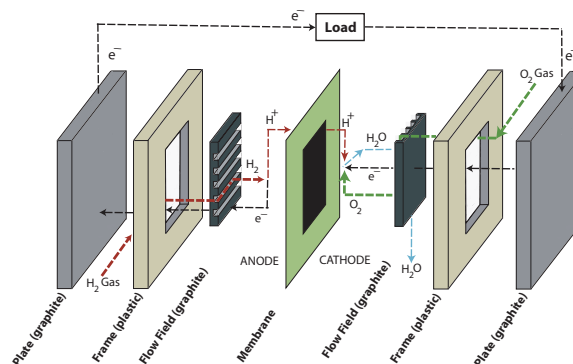 e⁻
Load
e⁻
e⁻
e⁻
O₂ Gas
H⁺
H⁺
H₂O
H₂
e⁻
e⁻
O₂
ANODE
CATHODE
H₂O
H₂ Gas
Plate (graphite)
Frame (plastic)
Flow Field (graphite)
Membrane
Flow Field (graphite)
Frame (plastic)
Plate (graphite)